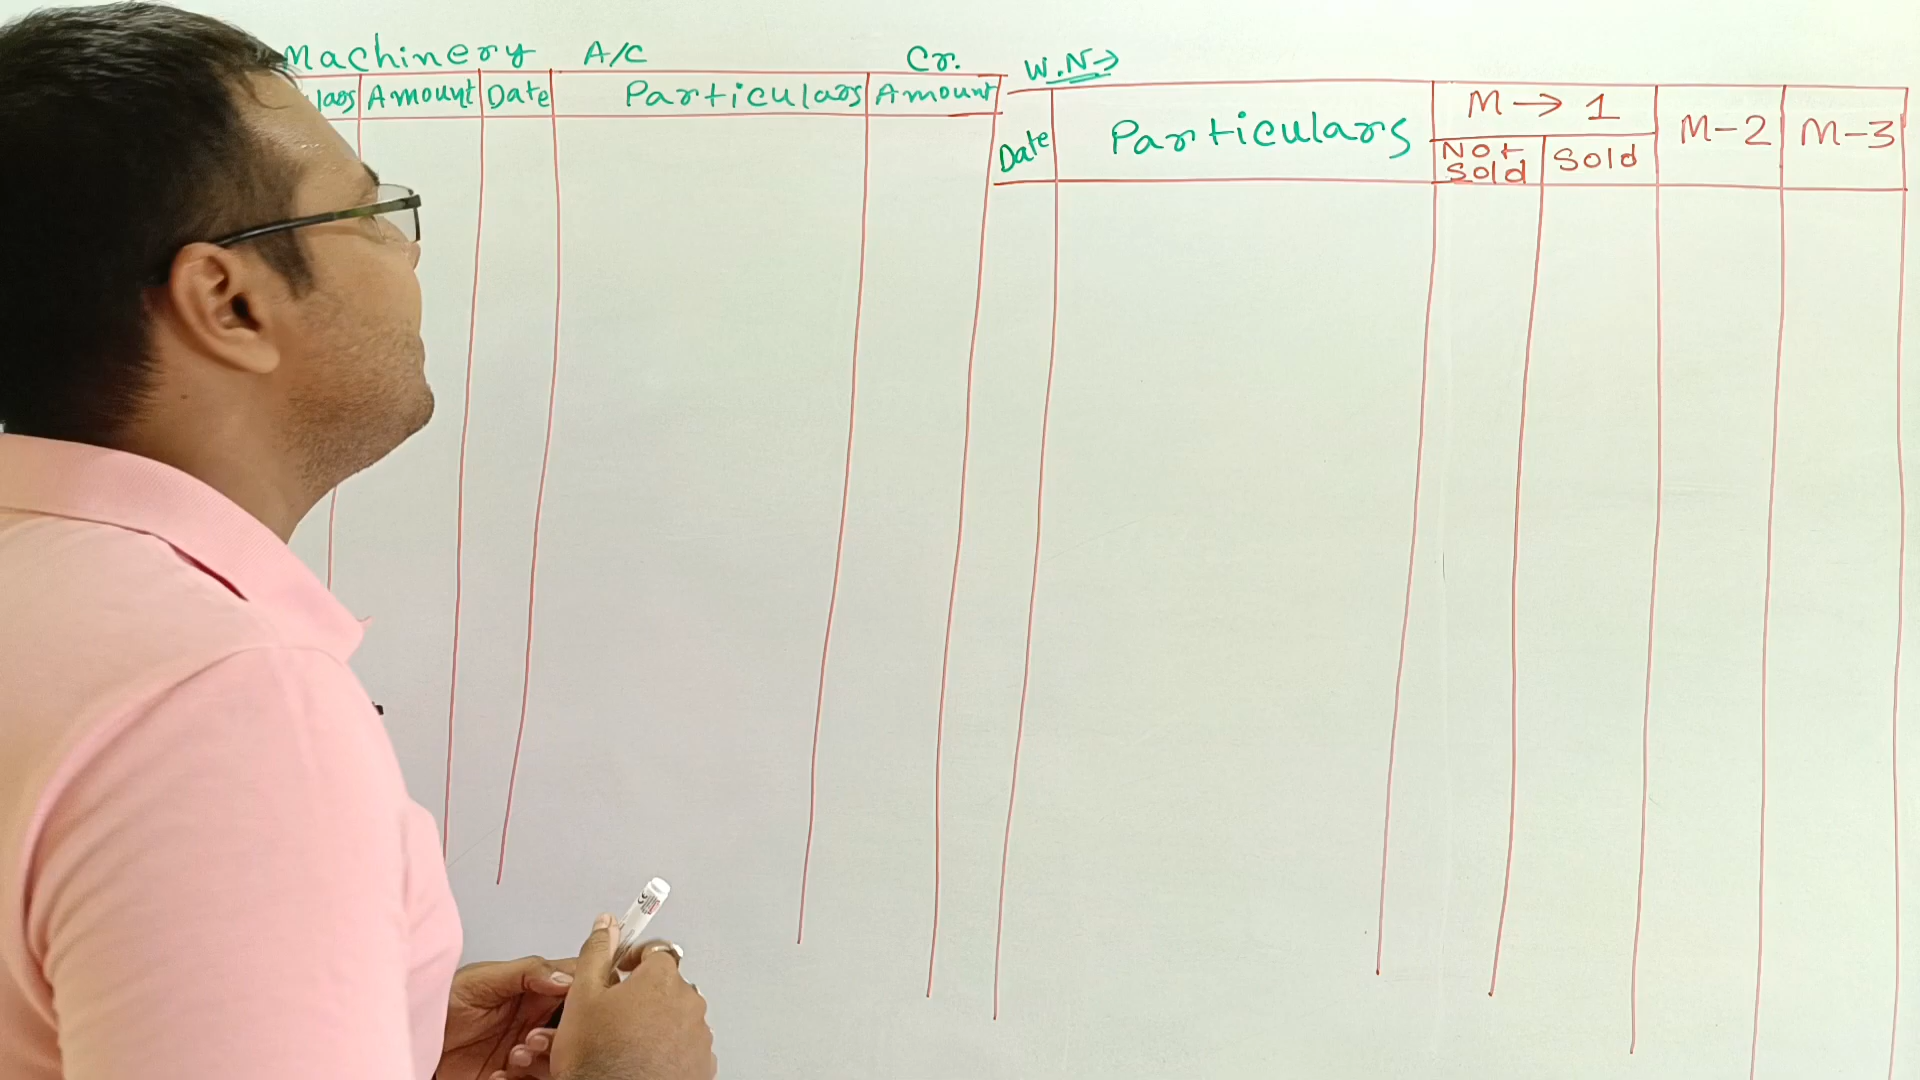 Machinery A/C Cr.
lars Amount Date Particulars Amount
W.N→
Date Particulars M → 1 M-2 M-3
Not Sold Sold